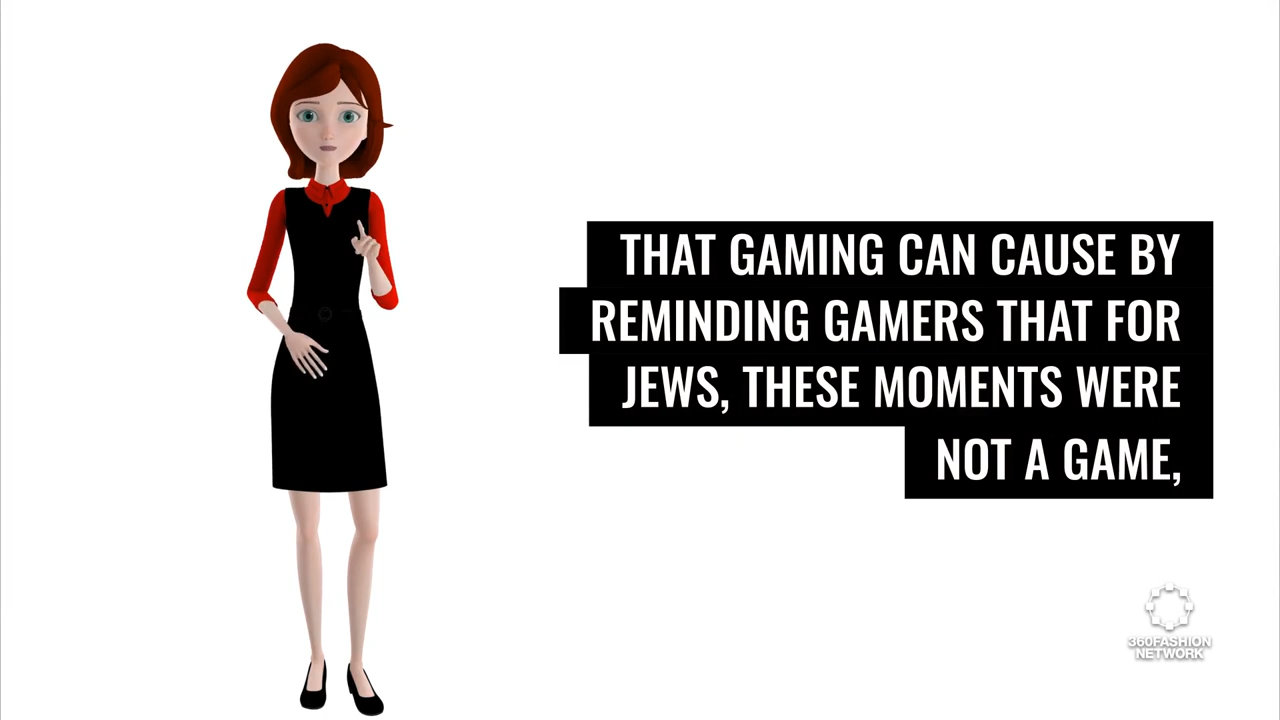 THAT GAMING CAN CAUSE BY
REMINDING GAMERS THAT FOR
JEWS, THESE MOMENTS WERE
NOT A GAME,
360FASHION
NETWORK